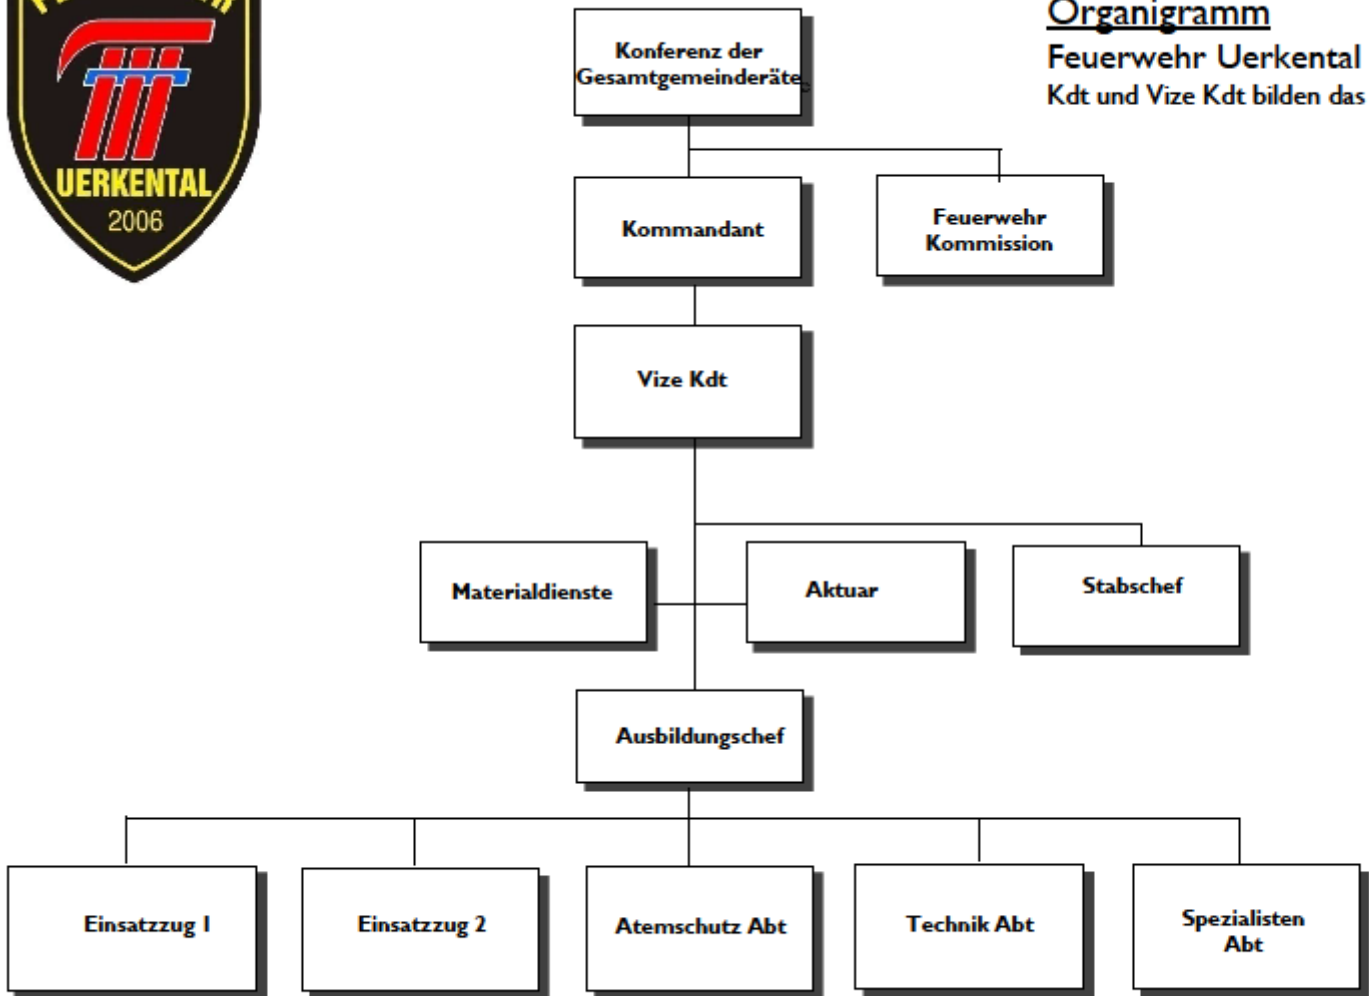 UERKENTAL
2006
Organigramm
Feuerwehr Uerkental
Kdt und Vize Kdt bilden das
Konferenz der
Gesamtgemeinderäte
Kommandant
Feuerwehr
Kommission
Vize Kdt
Materialdienste
Aktuar
Stabschef
Ausbildungschef
Einsatzzug 1
Einsatzzug 2
Atemschutz Abt
Technik Abt
Spezialisten
Abt